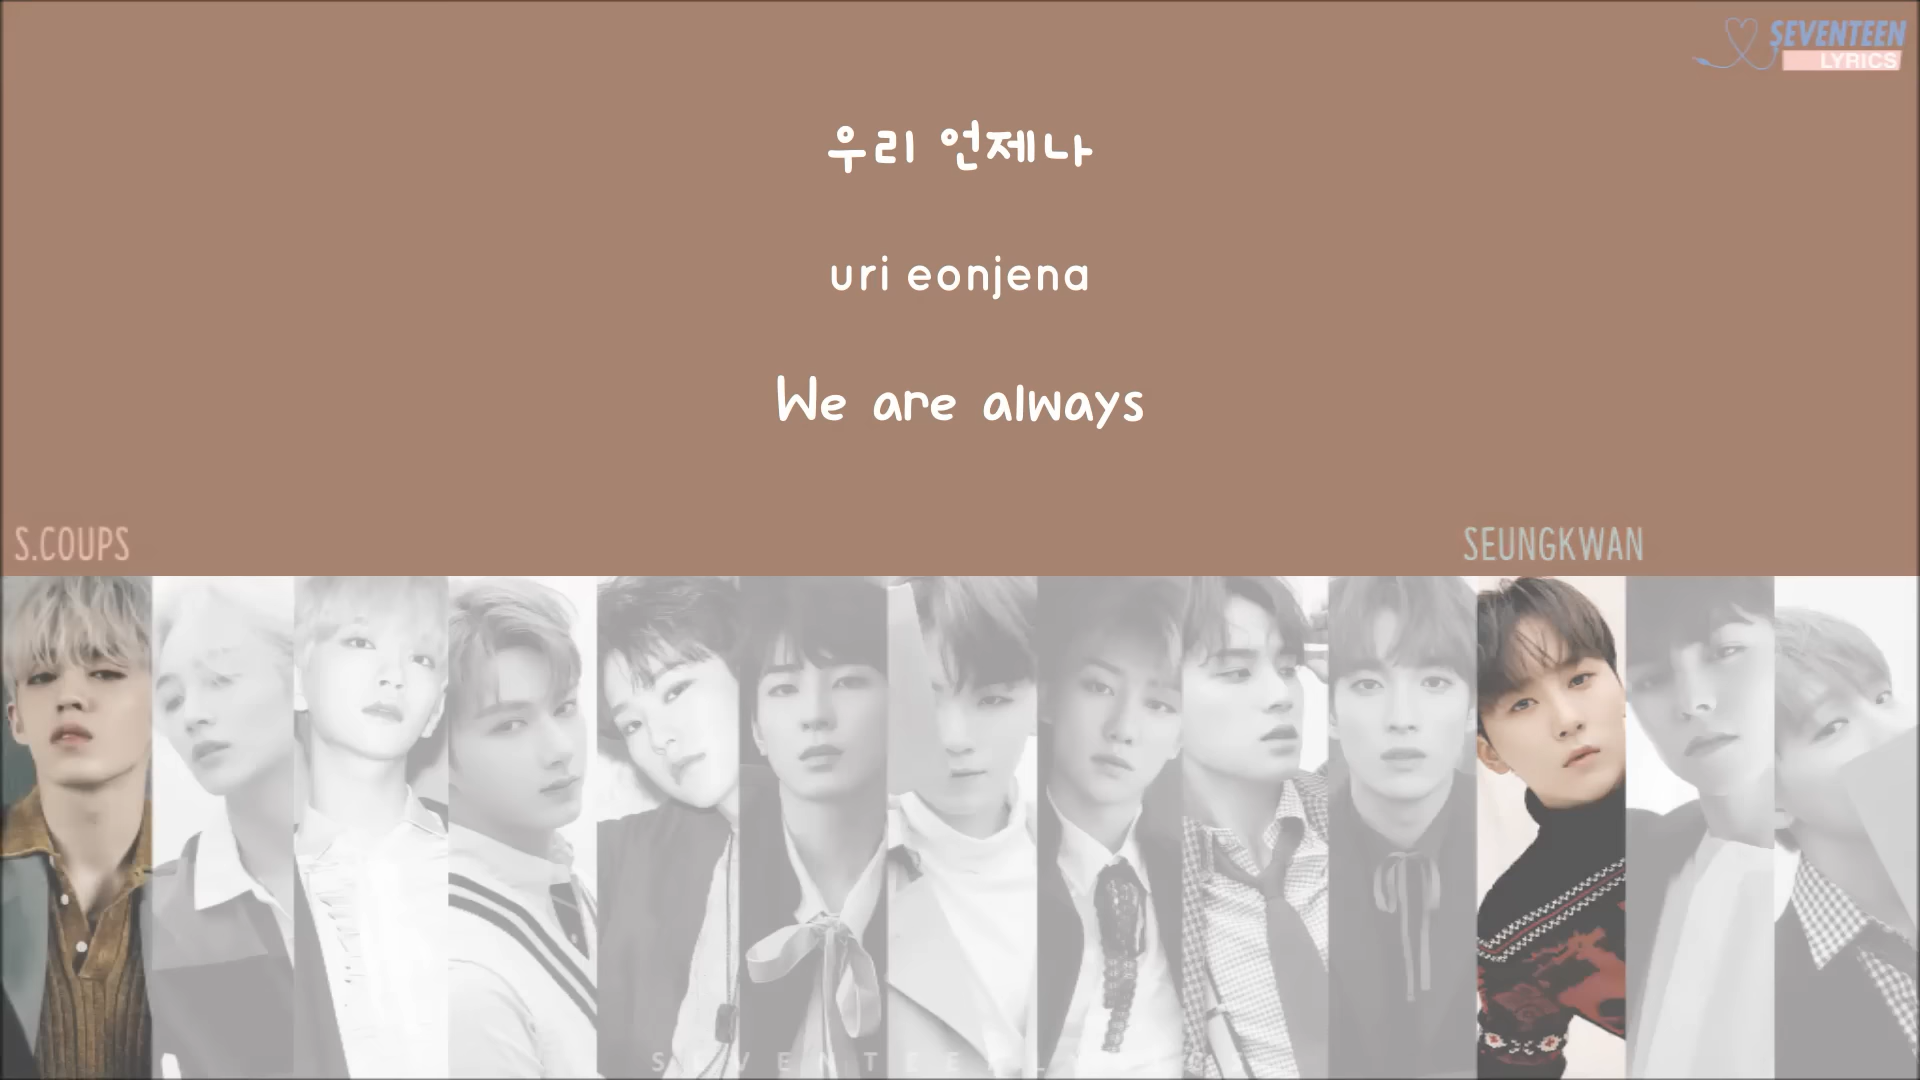 SEVENTEEN
LYRICS
우리 언제나
uri eonjena
We are always
S.COUPS
SEUNGKWAN